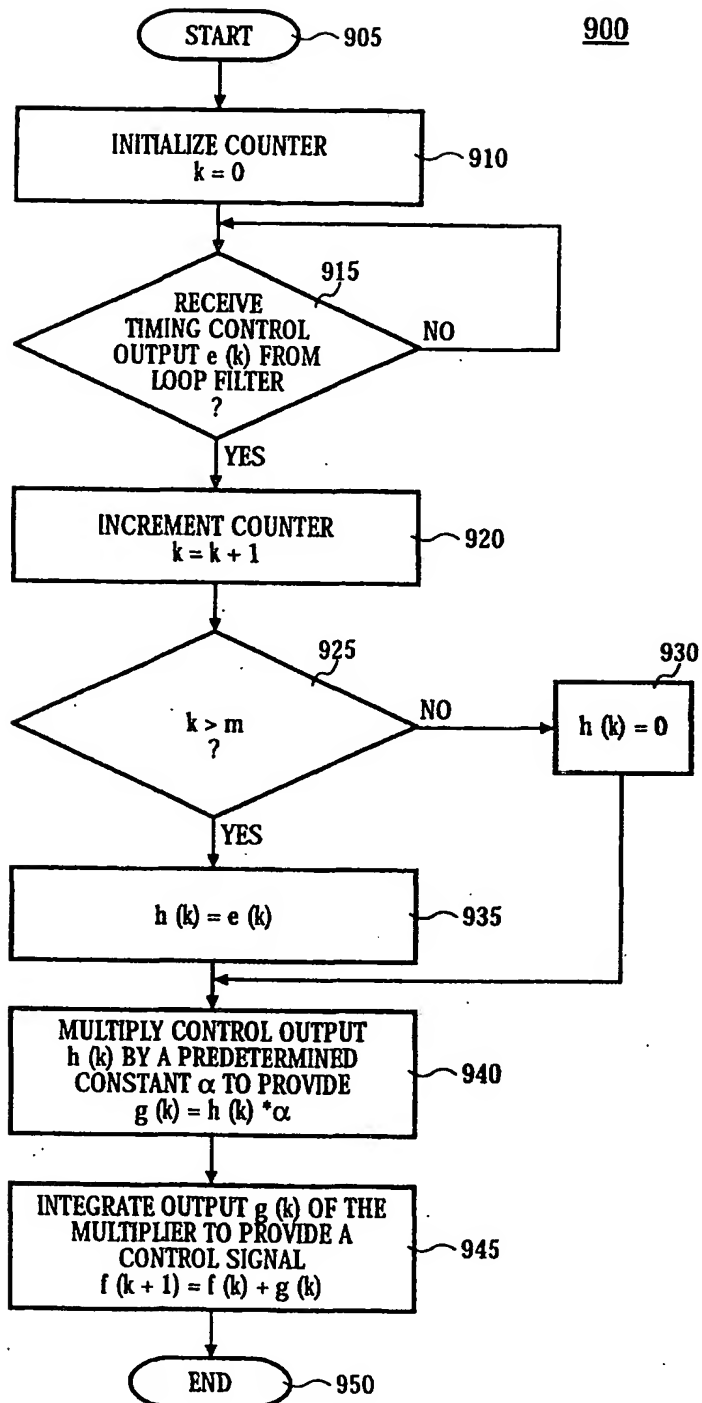 900
START
905
INITIALIZE COUNTER
k = 0
910
915
RECEIVE
TIMING CONTROL
OUTPUT e (k) FROM
LOOP FILTER
?
NO
YES
INCREMENT COUNTER
k = k + 1
920
925
k > m
?
NO
930
h (k) = 0
YES
h (k) = e (k)
935
MULTIPLY CONTROL OUTPUT
h (k) BY A PREDETERMINED
CONSTANT α TO PROVIDE
g (k) = h (k) *α
940
INTEGRATE OUTPUT g (k) OF THE
MULTIPLIER TO PROVIDE A
CONTROL SIGNAL
f (k + 1) = f (k) + g (k)
945
END
950